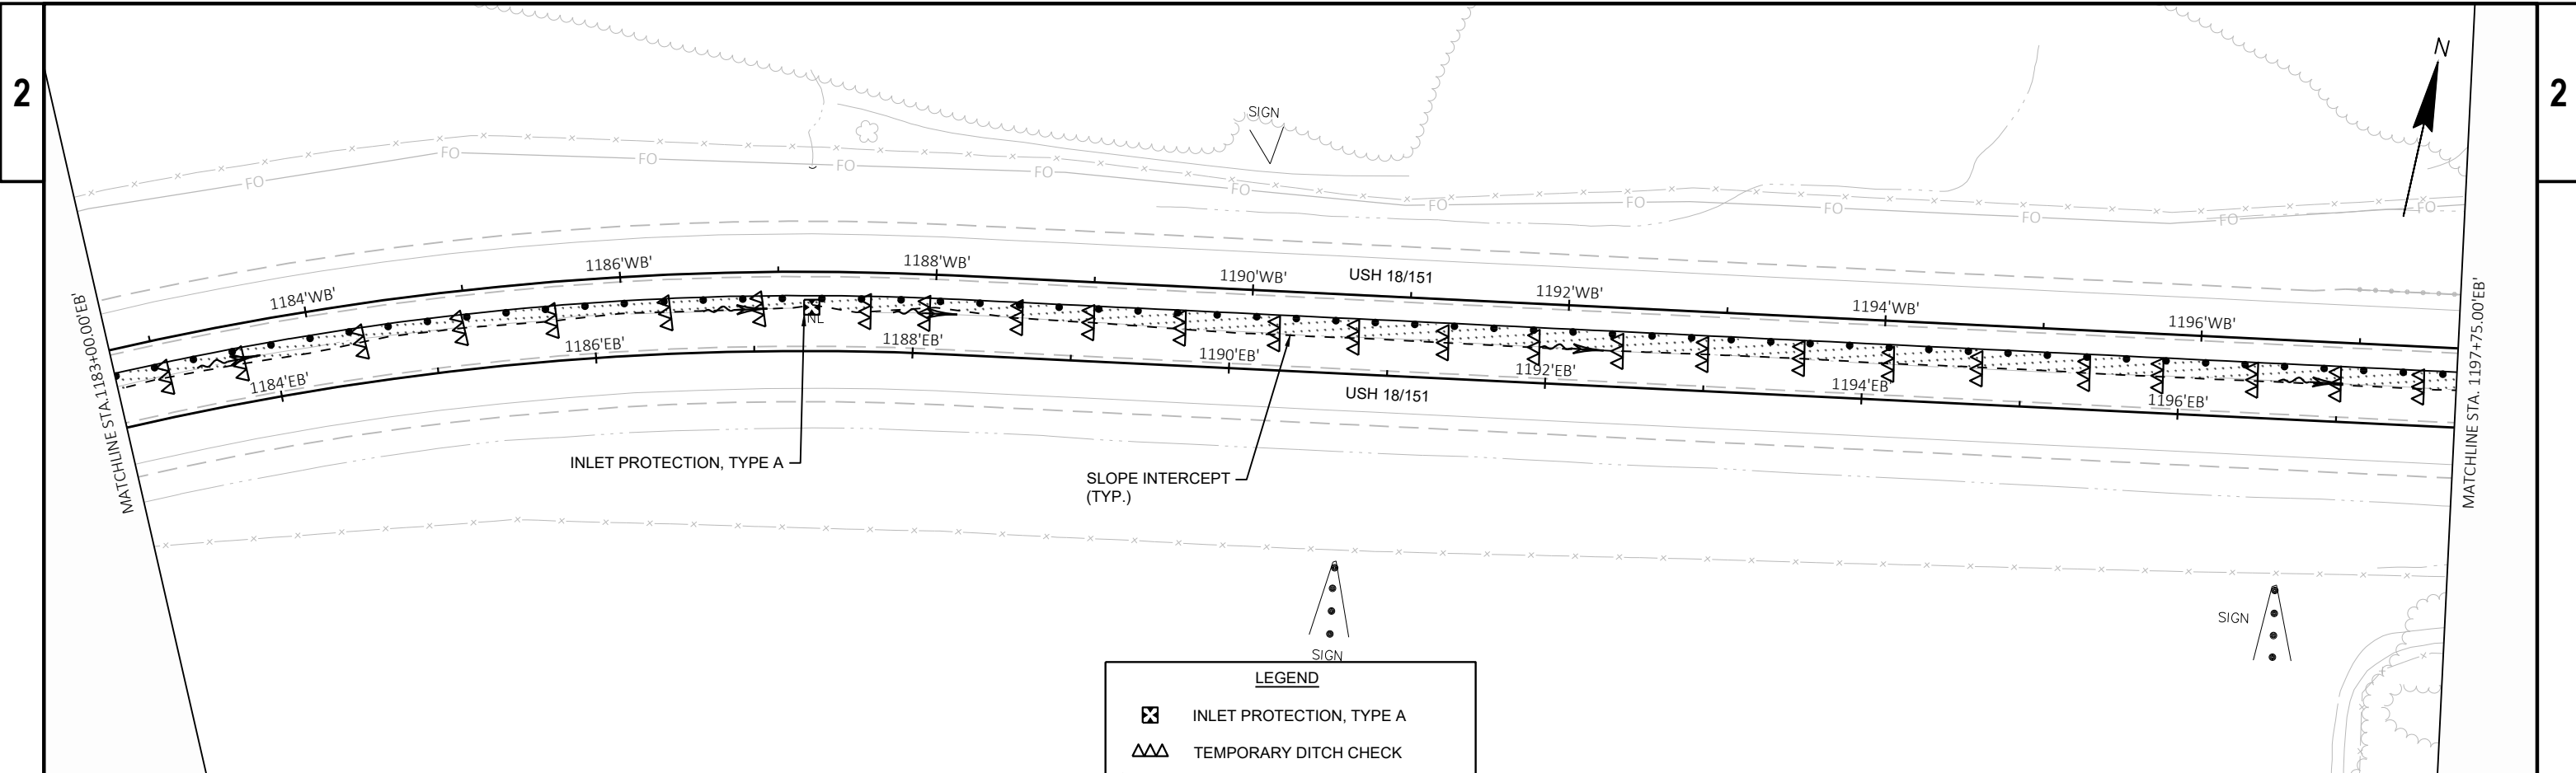 2
2
N
SIGN
FO
FO
FO
FO
FO
FO
FO
FO
FO
FO
FO
1184'WB'
1186'WB'
1188'WB'
1190'WB'
USH 18/151
1192'WB'
1194'WB'
1196'WB'
NL
1184'EB'
1186'EB'
1188'EB'
1190'EB'
1192'EB'
1194'EB'
1196'EB'
USH 18/151
MATCHLINE STA.1183+00.00'EB'
MATCHLINE STA. 1197+75.00'EB'
INLET PROTECTION, TYPE A
SLOPE INTERCEPT
(TYP.)
SIGN
SIGN
LEGEND
INLET PROTECTION, TYPE A
TEMPORARY DITCH CHECK